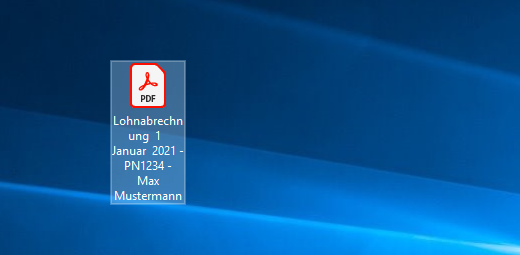 PDF
Lohnabrechn
ung  1
Januar  2021 -
PN1234 -
Max
Mustermann